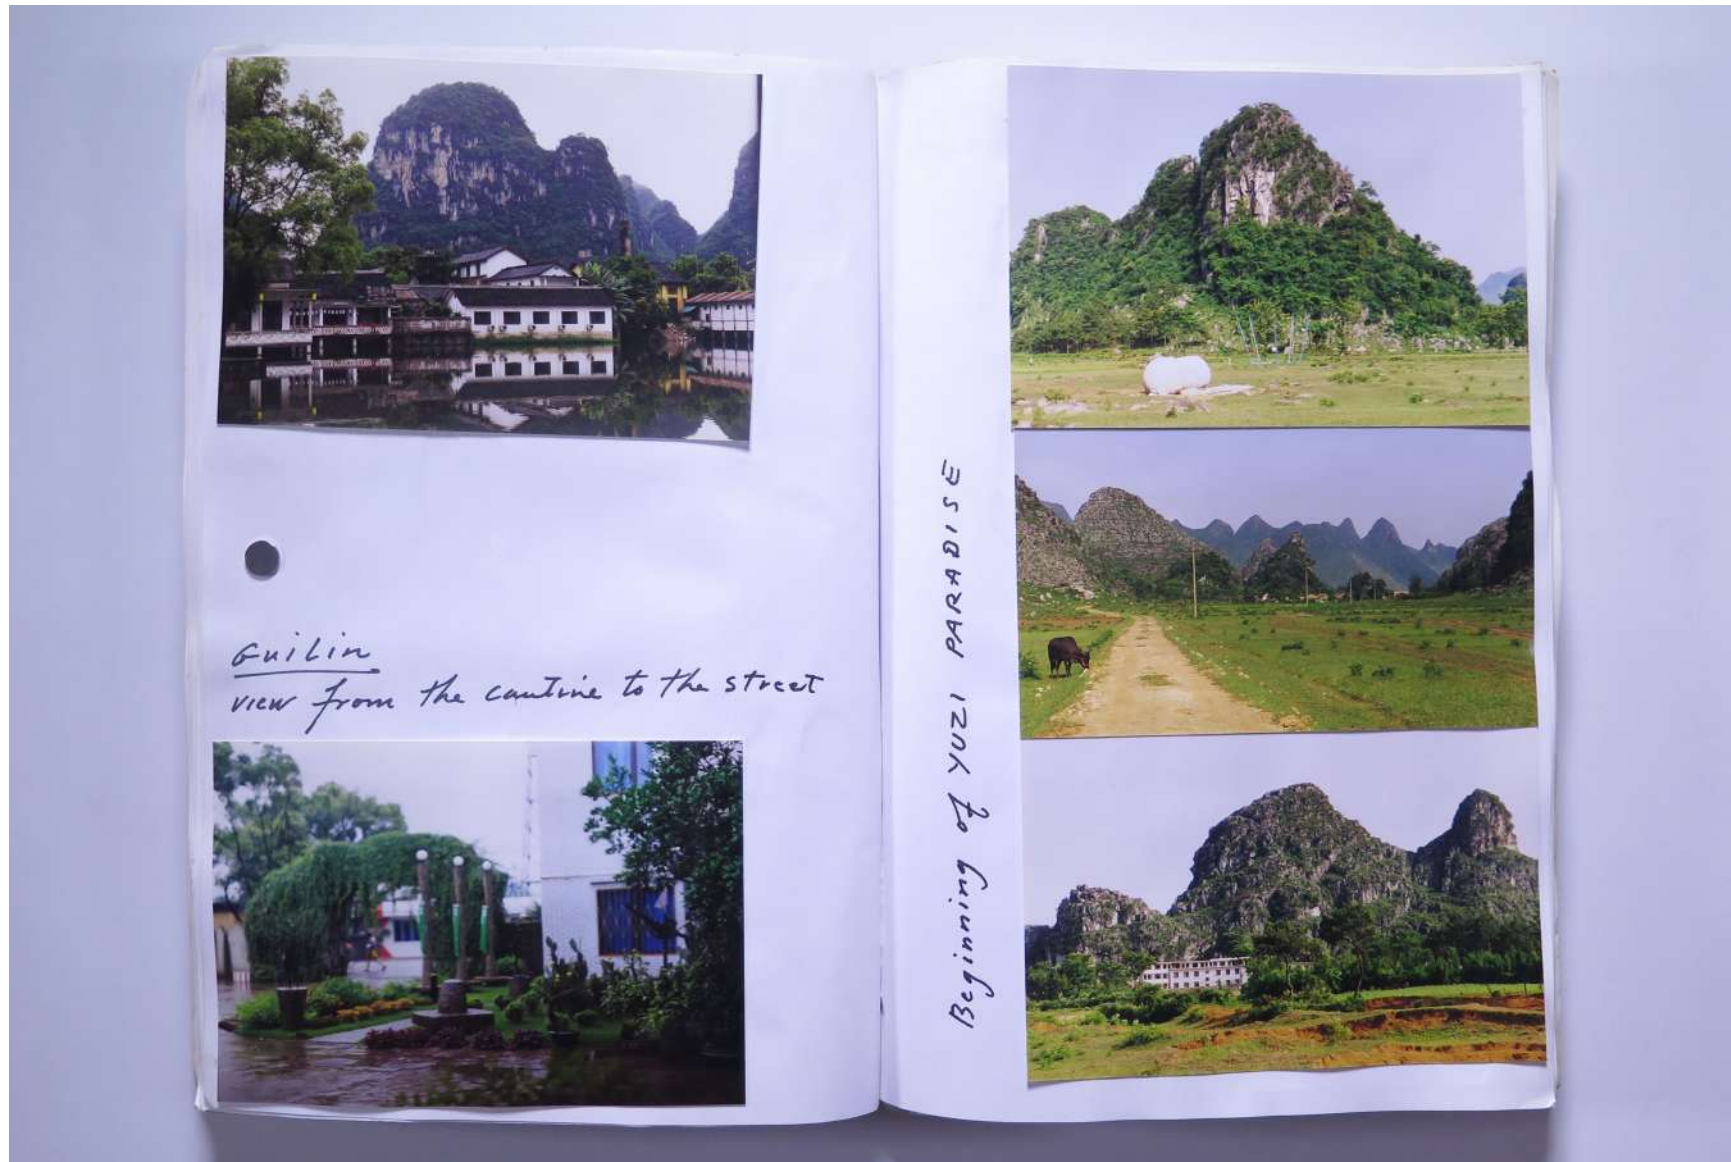 Guilin
view from the cantine to the street
Beginning of YUZI PARADISE